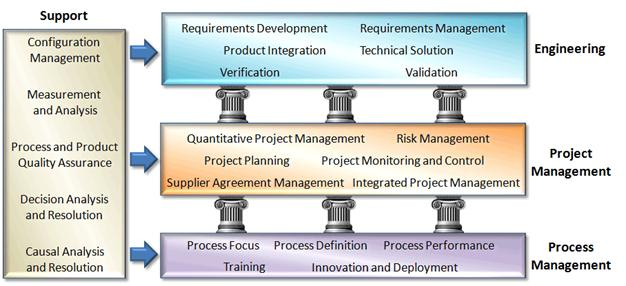 Support
Configuration
Management
Measurement
and Analysis
Process and Product
Quality Assurance
Decision Analysis
and Resolution
Causal Analysis
and Resolution
Requirements Development Requirements Management
Product Integration Technical Solution
Verification Validation
Engineering
Quantitative Project Management Risk Management
Project Planning Project Monitoring and Control
Supplier Agreement Management Integrated Project Management
Project
Management
Process Focus Process Definition Process Performance
Training Innovation and Deployment
Process
Management